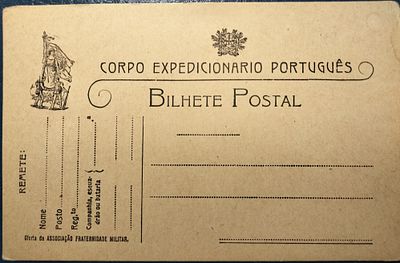 CORPO EXPEDICIONARIO PORTUGUÊS
BILHETE POSTAL
REMETE:
Nome
Posto
Reg.to
Companhia, esqua-
drão ou bataria
a
Oferta da ASSOCIAÇÃO FRATERNIDADE MILITAR.